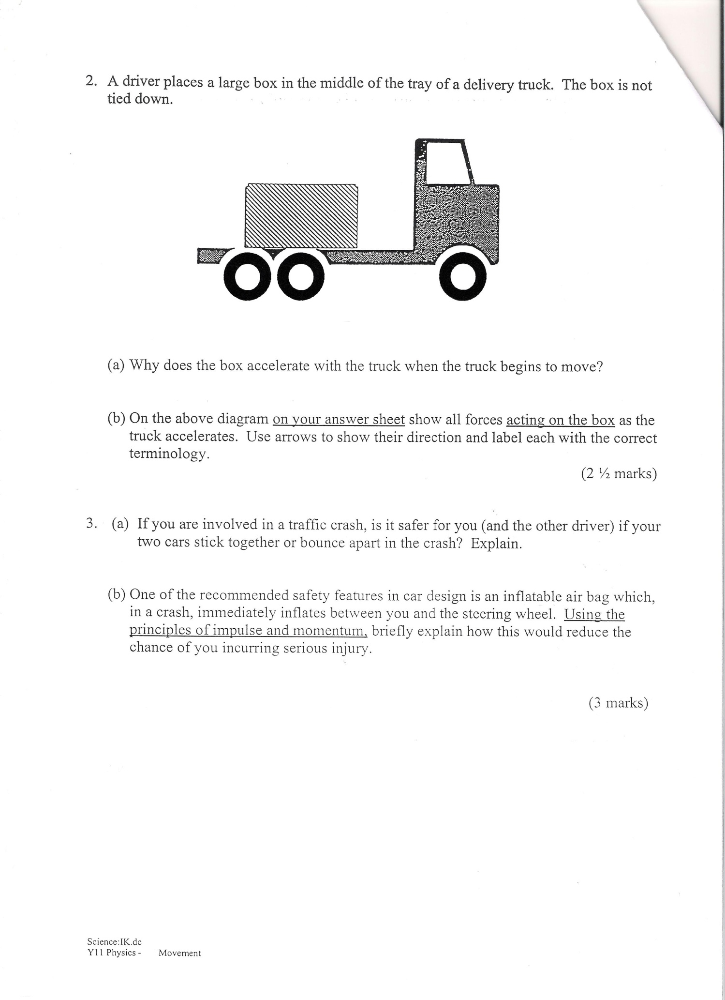 2. A driver places a large box in the middle of the tray of a delivery truck. The box is not
tied down.
(a) Why does the box accelerate with the truck when the truck begins to move?
(b) On the above diagram on your answer sheet show all forces acting on the box as the
truck accelerates. Use arrows to show their direction and label each with the correct
terminology.
(2 ½ marks)
3. (a) If you are involved in a traffic crash, is it safer for you (and the other driver) if your
two cars stick together or bounce apart in the crash? Explain.
(b) One of the recommended safety features in car design is an inflatable air bag which,
in a crash, immediately inflates between you and the steering wheel. Using the
principles of impulse and momentum, briefly explain how this would reduce the
chance of you incurring serious injury.
(3 marks)
Science:IK.dc
Y11 Physics - Movement